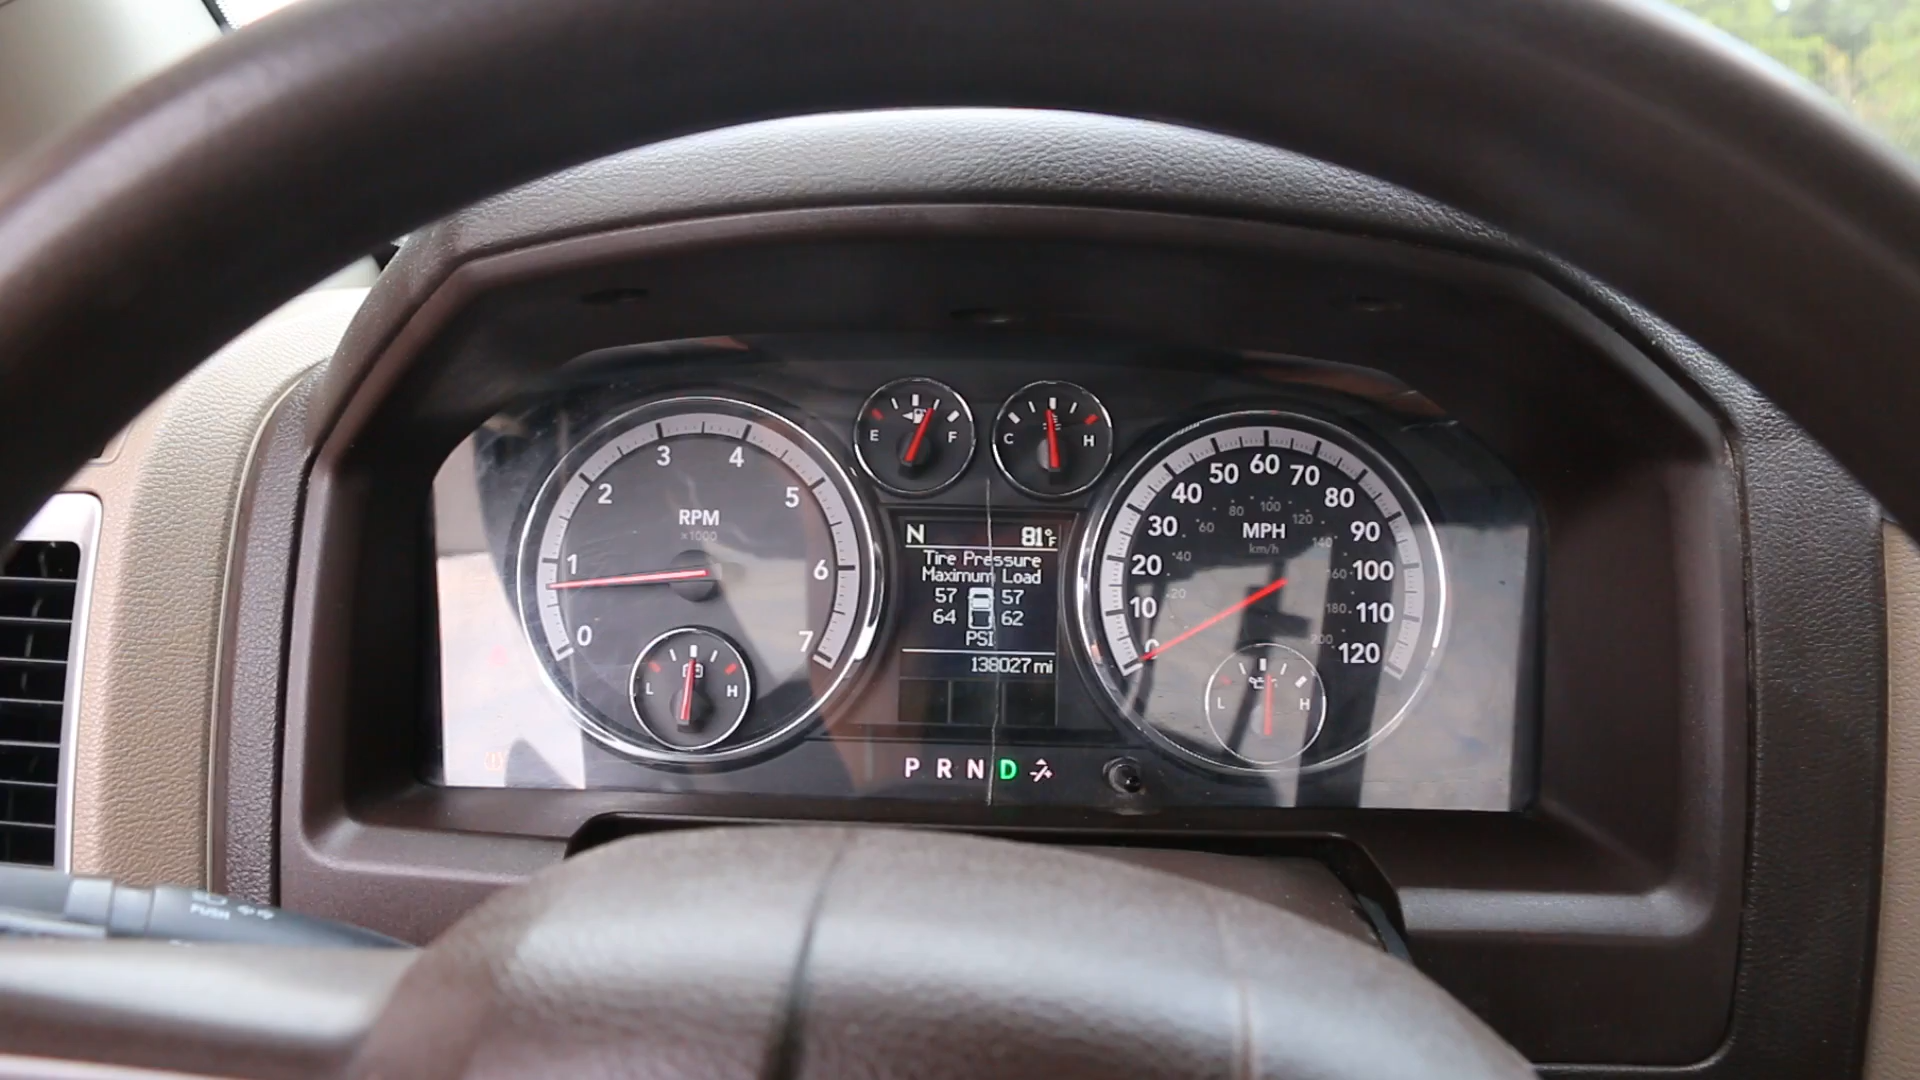 3 4
2 5
1 6
0 7
RPM
x1000
L H
E F
C H
N 81°F
Tire Pressure
Maximum Load
57 57
64 62
PSI
138027 mi
P R N D
0 10 20 30 40 50 60 70 80 90 100 110 120
20 40 60 80 100 120 140 160 180 200
MPH
km/h
L H
PUSH